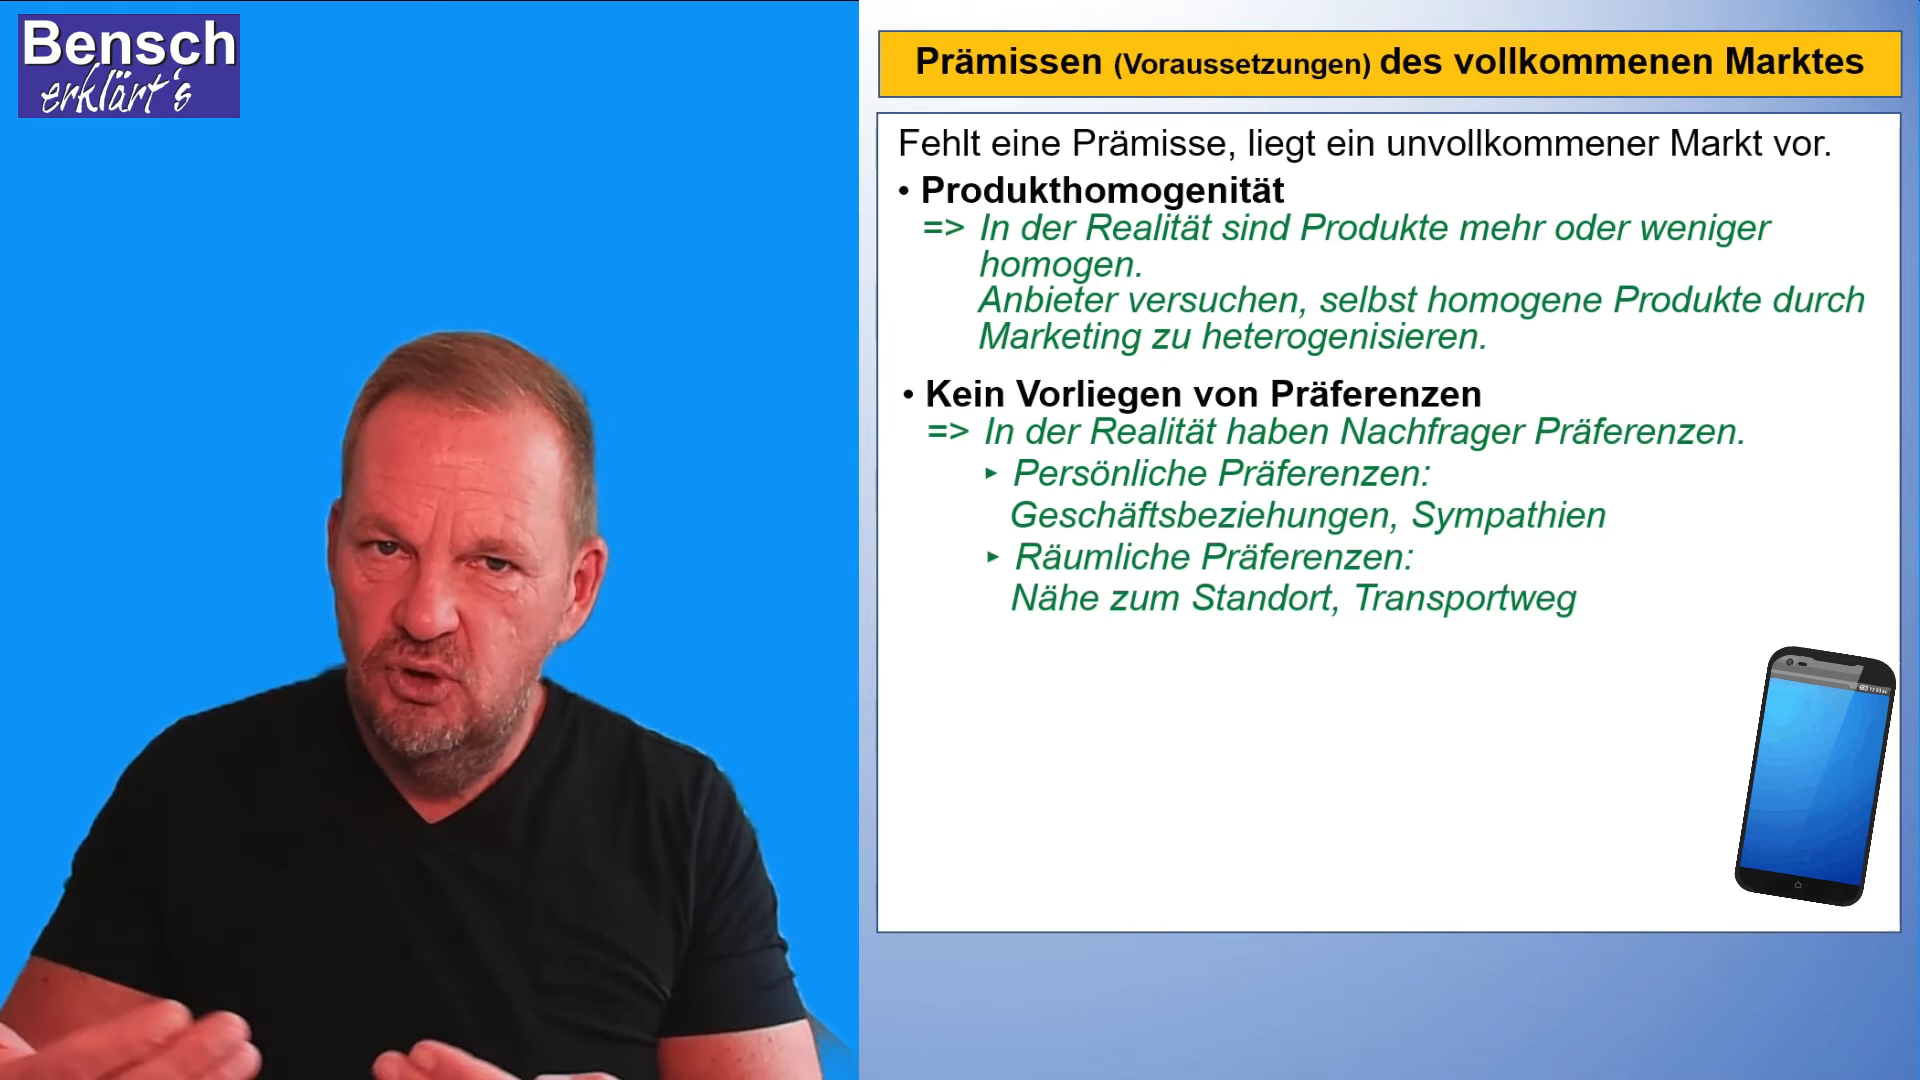 Bensch
erklärt's
Prämissen (Voraussetzungen) des vollkommenen Marktes
Fehlt eine Prämisse, liegt ein unvollkommener Markt vor.
• Produkthomogenität
=> In der Realität sind Produkte mehr oder weniger
homogen.
Anbieter versuchen, selbst homogene Produkte durch
Marketing zu heterogenisieren.
• Kein Vorliegen von Präferenzen
=> In der Realität haben Nachfrager Präferenzen.
▸ Persönliche Präferenzen:
Geschäftsbeziehungen, Sympathien
▸ Räumliche Präferenzen:
Nähe zum Standort, Transportweg